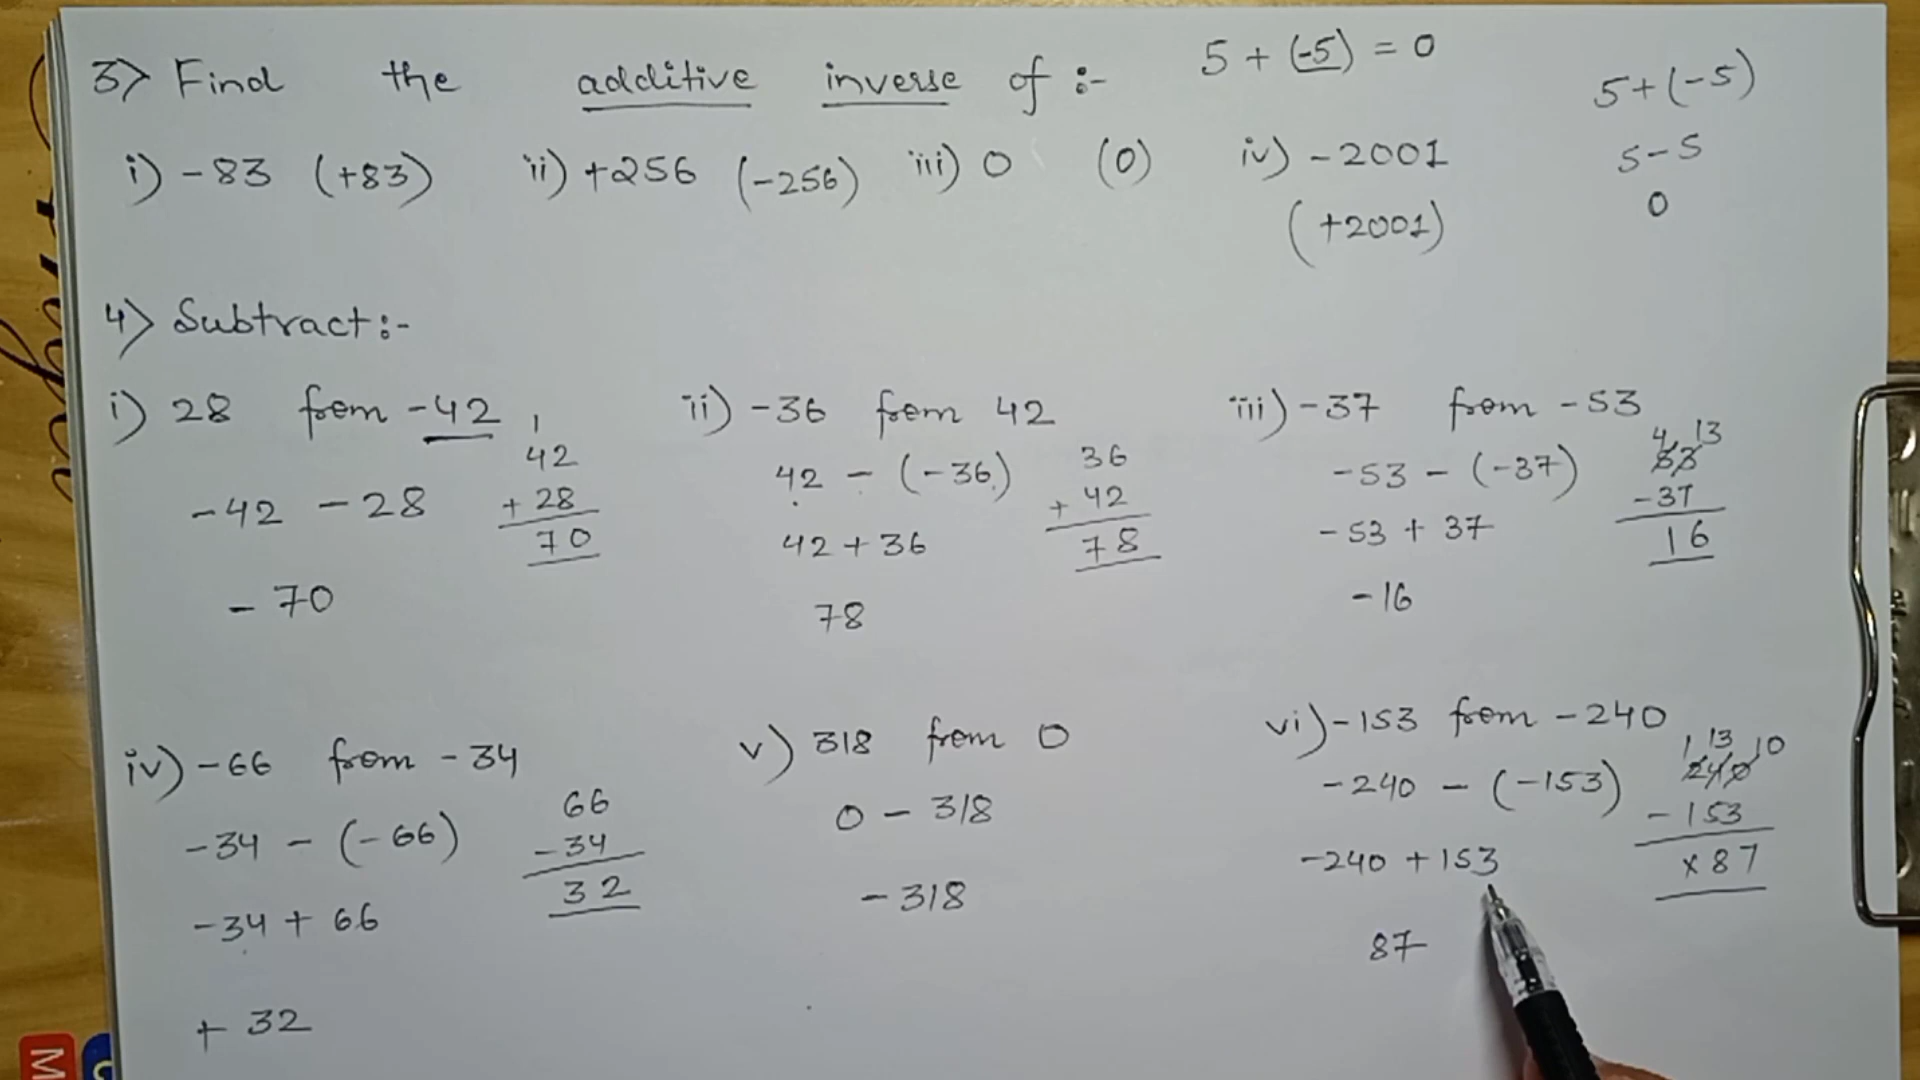 3) Find the additive inverse of :- 5 + (-5) = 0
5+(-5)
5-5
0
i) -83 (+83) ii) +256 (-256) iii) 0 (0) iv) -2001
(+2001)
4) Subtract:-
i) 28 from -42
-42 -28
-70
1
42
+ 28
70
ii) -36 from 42
42 - (-36)
42 + 36
78
36
+ 42
78
iii) -37 from -53
-53 - (-37)
-53 + 37
-16
4 13
53
-37
16
iv) -66 from -34
-34 - (-66)
-34 + 66
+ 32
66
-34
32
v) 318 from 0
0 - 318
-318
vi) -153 from -240
-240 - (-153)
-240 + 153
87
1 13 10
240
- 153
x 87